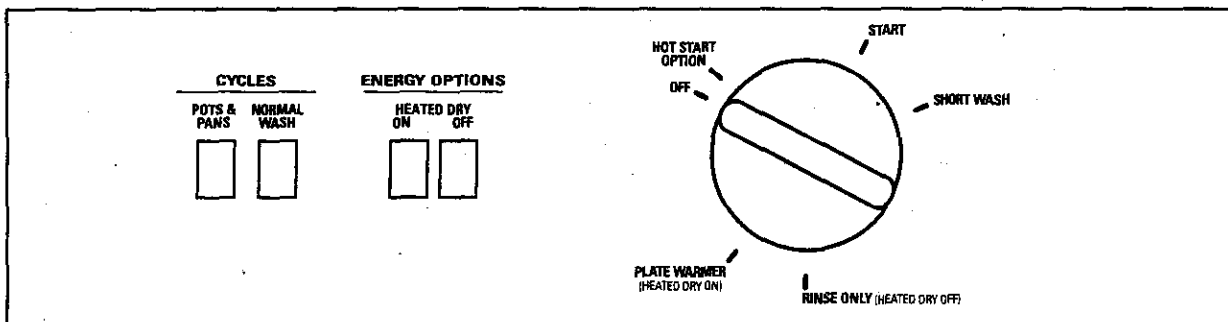 CYCLES
POTS & PANS
NORMAL WASH
ENERGY OPTIONS
HEATED DRY
ON OFF
START
HOT START
OPTION
OFF
SHORT WASH
PLATE WARMER
(HEATED DRY ON)
RINSE ONLY (HEATED DRY OFF)